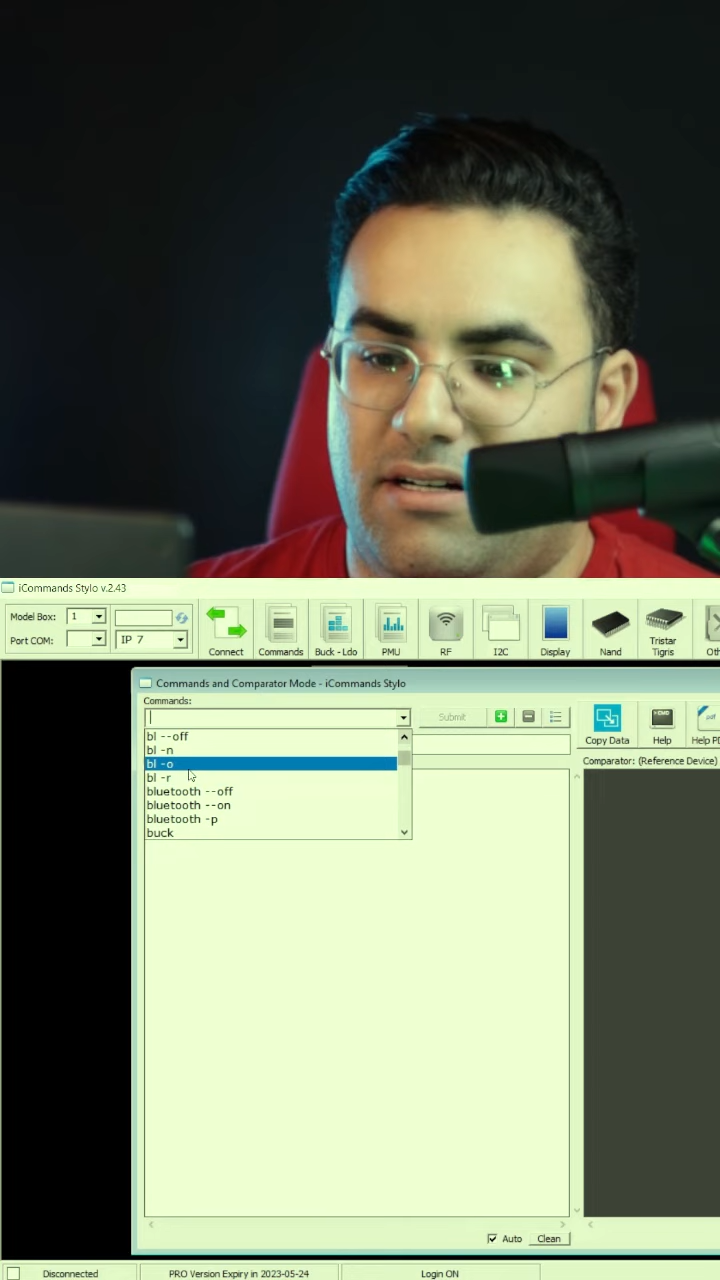 iCommands Stylo v.2.43
Model Box: 1
Port COM: IP 7
Connect Commands Buck - Ldo PMU RF I2C Display Nand Tristar Tigris
Commands and Comparator Mode - iCommands Stylo
Commands:
Submit
Copy Data Help Help
bl --off
bl -n
bl -o
bl -r
bluetooth --off
bluetooth --on
bluetooth -p
buck
Comparator: (Reference Device)
Auto Clean
Disconnected PRO Version Expiry in 2023-05-24 Login ON